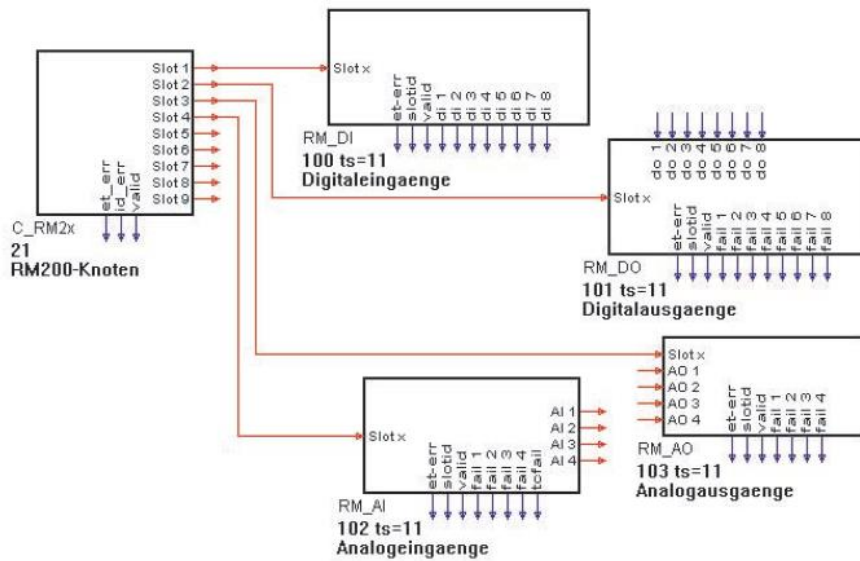 Slot 1
Slot 2
Slot 3
Slot 4
Slot 5
Slot 6
Slot 7
Slot 8
Slot 9
et_err
id_err
valid
C_RM2x
21
RM200-Knoten
Slot x
et-err
slotid
valid
di 1
di 2
di 3
di 4
di 5
di 6
di 7
di 8
RM_DI
100 ts=11
Digitaleingaenge
do 1
do 2
do 3
do 4
do 5
do 6
do 7
do 8
Slot x
et-err
slotid
valid
fail 1
fail 2
fail 3
fail 4
fail 5
fail 6
fail 7
fail 8
RM_DO
101 ts=11
Digitalausgaenge
Slot x
AO 1
AO 2
AO 3
AO 4
et-err
slotid
valid
fail 1
fail 2
fail 3
fail 4
RM_AO
103 ts=11
Analogausgaenge
Slot x
AI 1
AI 2
AI 3
AI 4
et-err
slotid
valid
fail 1
fail 2
fail 3
fail 4
tcfail
RM_AI
102 ts=11
Analogeingaenge